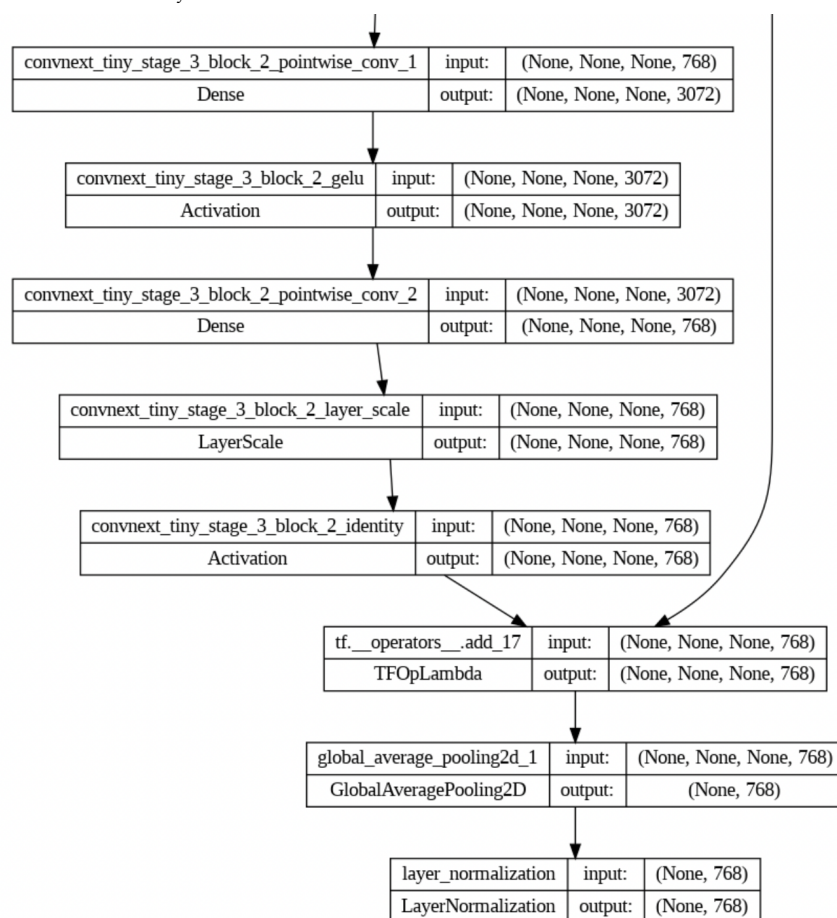 convnext_tiny_stage_3_block_2_pointwise_conv_1 input: (None, None, None, 768)
Dense output: (None, None, None, 3072)
convnext_tiny_stage_3_block_2_gelu input: (None, None, None, 3072)
Activation output: (None, None, None, 3072)
convnext_tiny_stage_3_block_2_pointwise_conv_2 input: (None, None, None, 3072)
Dense output: (None, None, None, 768)
convnext_tiny_stage_3_block_2_layer_scale input: (None, None, None, 768)
LayerScale output: (None, None, None, 768)
convnext_tiny_stage_3_block_2_identity input: (None, None, None, 768)
Activation output: (None, None, None, 768)
tf.__operators__.add_17 input: (None, None, None, 768)
TFOpLambda output: (None, None, None, 768)
global_average_pooling2d_1 input: (None, None, None, 768)
GlobalAveragePooling2D output: (None, 768)
layer_normalization input: (None, 768)
LayerNormalization output: (None, 768)